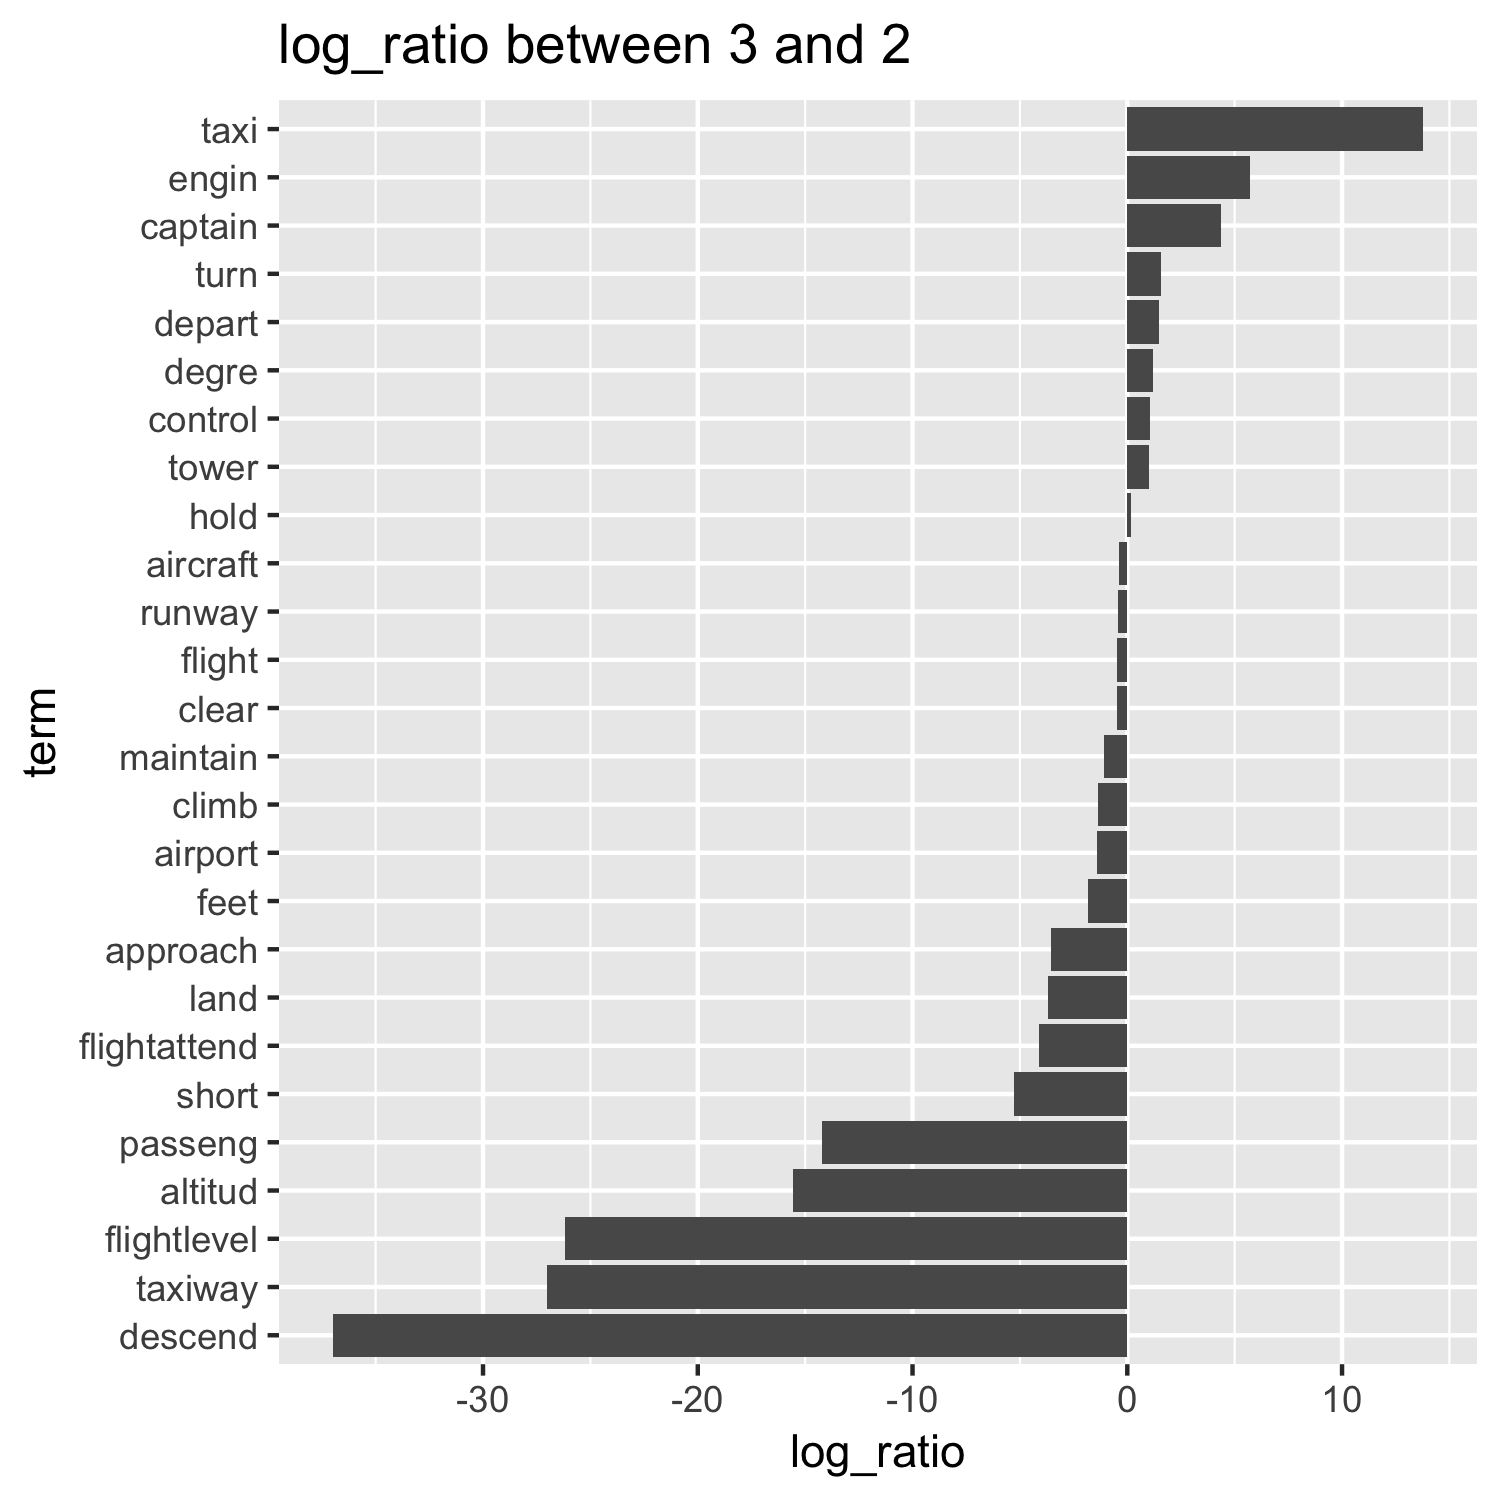 log_ratio between 3 and 2
taxi
engin
captain
turn
depart
degre
control
tower
hold
aircraft
runway
flight
clear
maintain
climb
airport
feet
approach
land
flightattend
short
passeng
altitud
flightlevel
taxiway
descend
term
-30 -20 -10 0 10
log_ratio